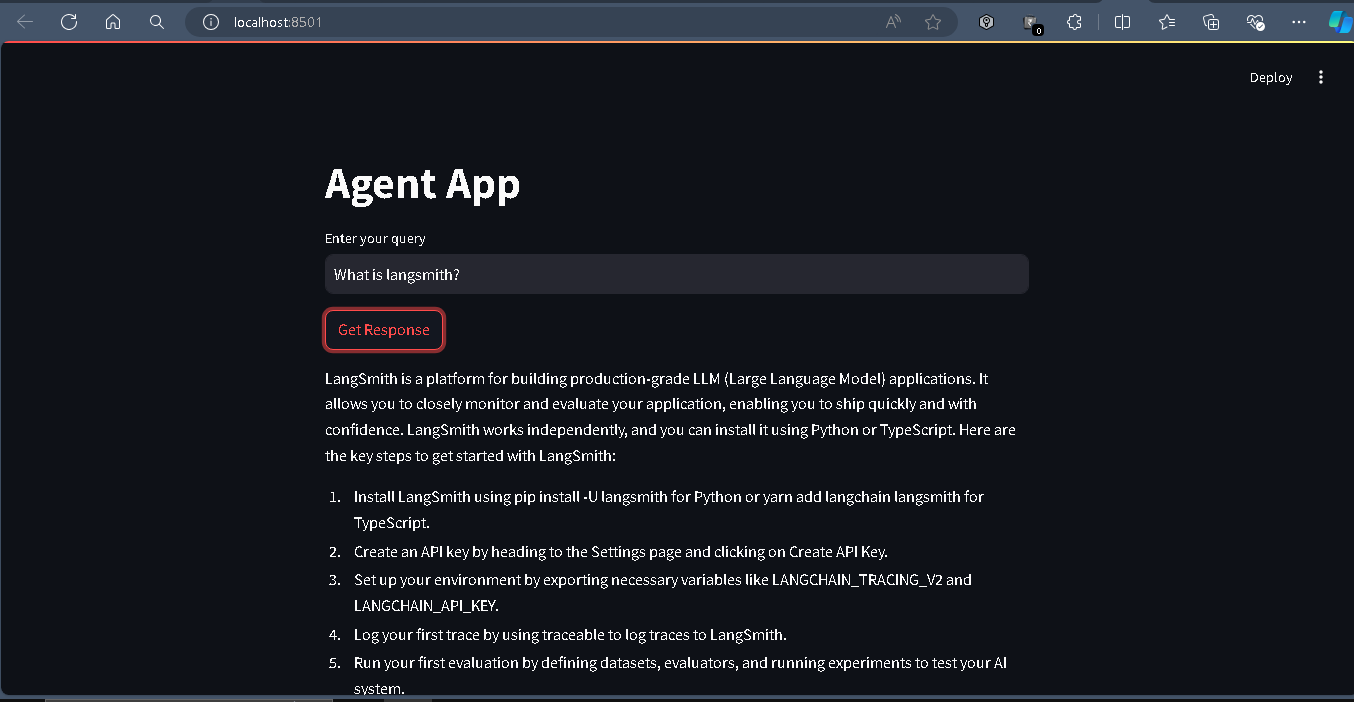 localhost:8501
A
0
Deploy
Agent App
Enter your query
What is langsmith?
Get Response
LangSmith is a platform for building production-grade LLM (Large Language Model) applications. It
allows you to closely monitor and evaluate your application, enabling you to ship quickly and with
confidence. LangSmith works independently, and you can install it using Python or TypeScript. Here are
the key steps to get started with LangSmith:
1. Install LangSmith using pip install -U langsmith for Python or yarn add langchain langsmith for
TypeScript.
2. Create an API key by heading to the Settings page and clicking on Create API Key.
3. Set up your environment by exporting necessary variables like LANGCHAIN_TRACING_V2 and
LANGCHAIN_API_KEY.
4. Log your first trace by using traceable to log traces to LangSmith.
5. Run your first evaluation by defining datasets, evaluators, and running experiments to test your AI
system.